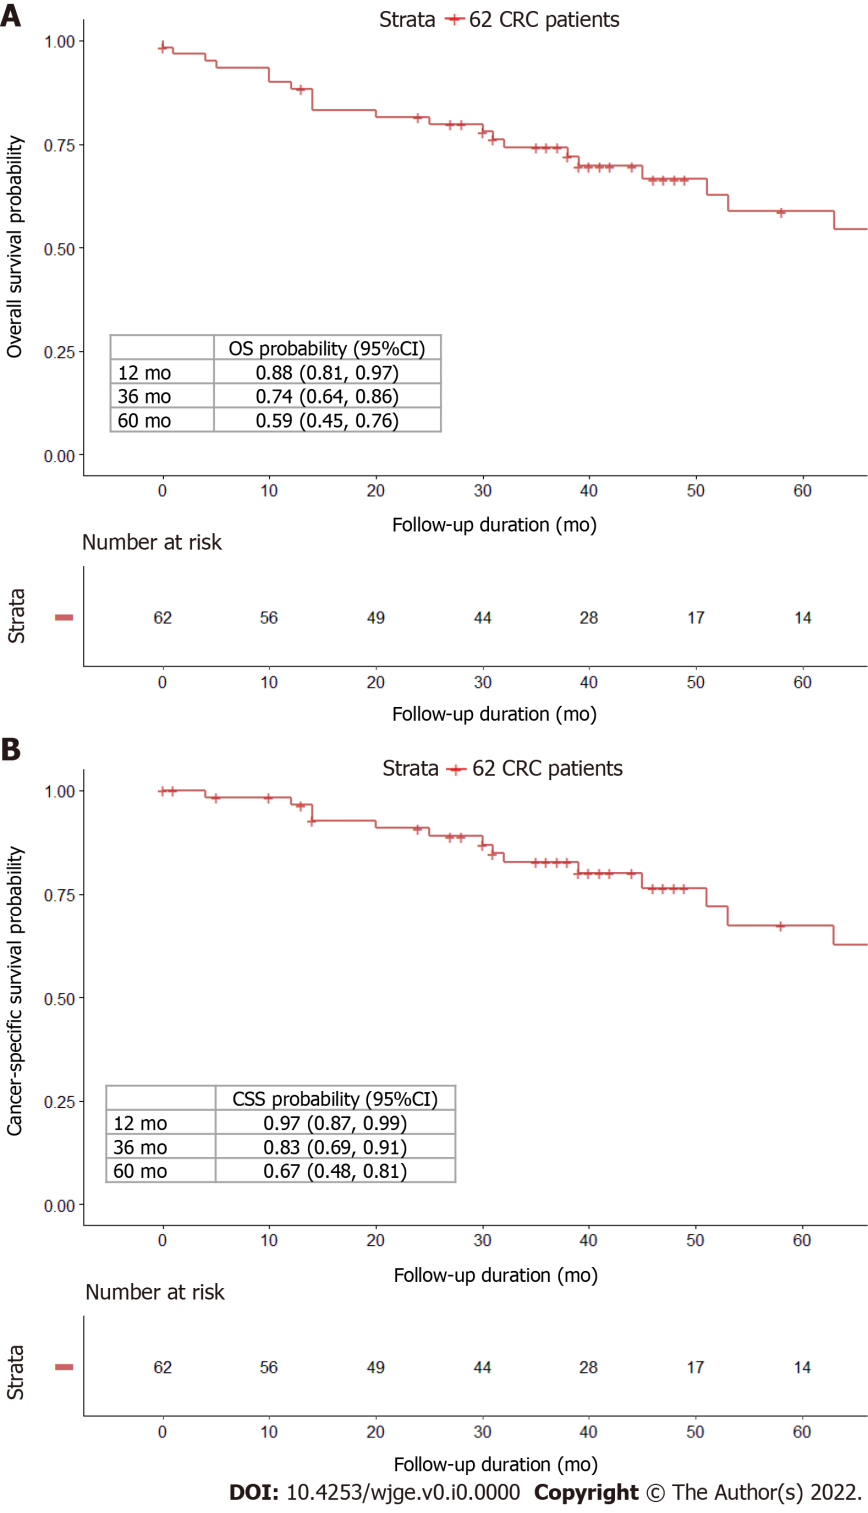 A
Strata 62 CRC patients
Overall survival probability
1.00
0.75
0.50
0.25
0.00
OS probability (95%CI)
12 mo 0.88 (0.81, 0.97)
36 mo 0.74 (0.64, 0.86)
60 mo 0.59 (0.45, 0.76)
0 10 20 30 40 50 60
Follow-up duration (mo)
Number at risk
Strata
62 56 49 44 28 17 14
0 10 20 30 40 50 60
Follow-up duration (mo)
B
Strata 62 CRC patients
Cancer-specific survival probability
1.00
0.75
0.50
0.25
0.00
CSS probability (95%CI)
12 mo 0.97 (0.87, 0.99)
36 mo 0.83 (0.69, 0.91)
60 mo 0.67 (0.48, 0.81)
0 10 20 30 40 50 60
Follow-up duration (mo)
Number at risk
Strata
62 56 49 44 28 17 14
0 10 20 30 40 50 60
Follow-up duration (mo)
DOI: 10.4253/wjge.v0.i0.0000 Copyright © The Author(s) 2022.